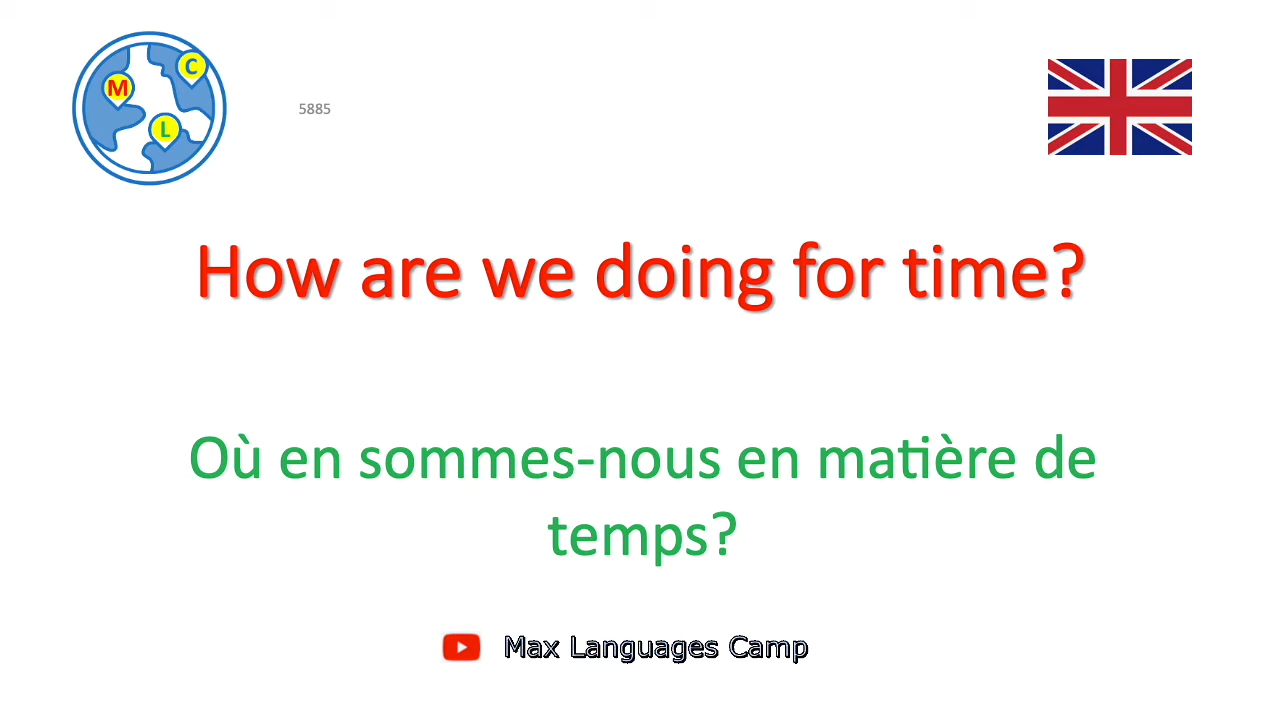 C
M
5885
L
How are we doing for time?
Où en sommes-nous en matière de
temps?
Max Languages Camp